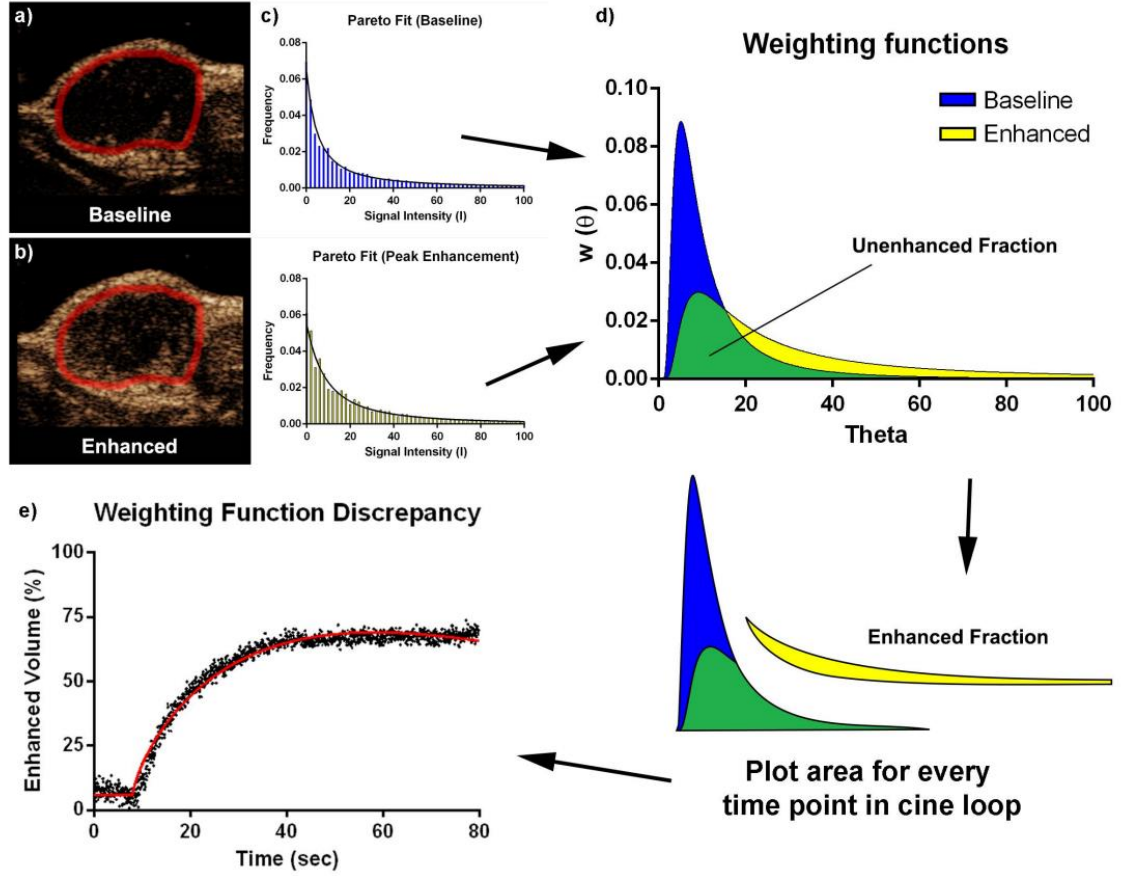 a)
Baseline
b)
Enhanced
c)
Pareto Fit (Baseline)
Frequency
0.08
0.06
0.04
0.02
0.00
0 20 40 60 80 100
Signal Intensity (I)
Pareto Fit (Peak Enhancement)
Frequency
0.08
0.06
0.04
0.02
0.00
0 20 40 60 80 100
Signal Intensity (I)
d)
Weighting functions
Baseline
Enhanced
w (θ)
0.10
0.08
0.06
0.04
0.02
0.00
Unenhanced Fraction
0 20 40 60 80 100
Theta
Enhanced Fraction
Plot area for every
time point in cine loop
e)
Weighting Function Discrepancy
Enhanced Volume (%)
100
75
50
25
0
0 20 40 60 80
Time (sec)